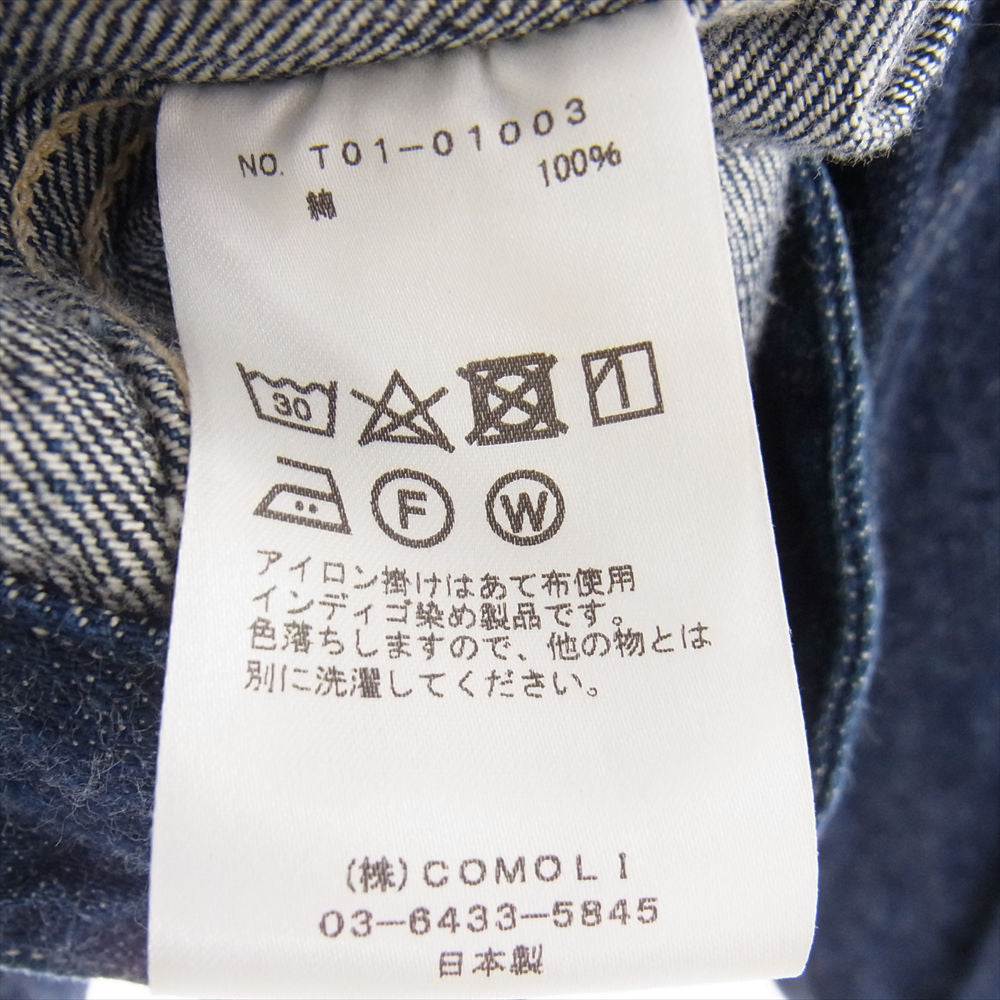 NO. T01-01003
綿 100%
30
F W
アイロン掛けはあて布使用
インディゴ染め製品です。
色落ちしますので、他の物とは
別に洗濯してください。
(株)COMOLI
03-6433-5845
日本製